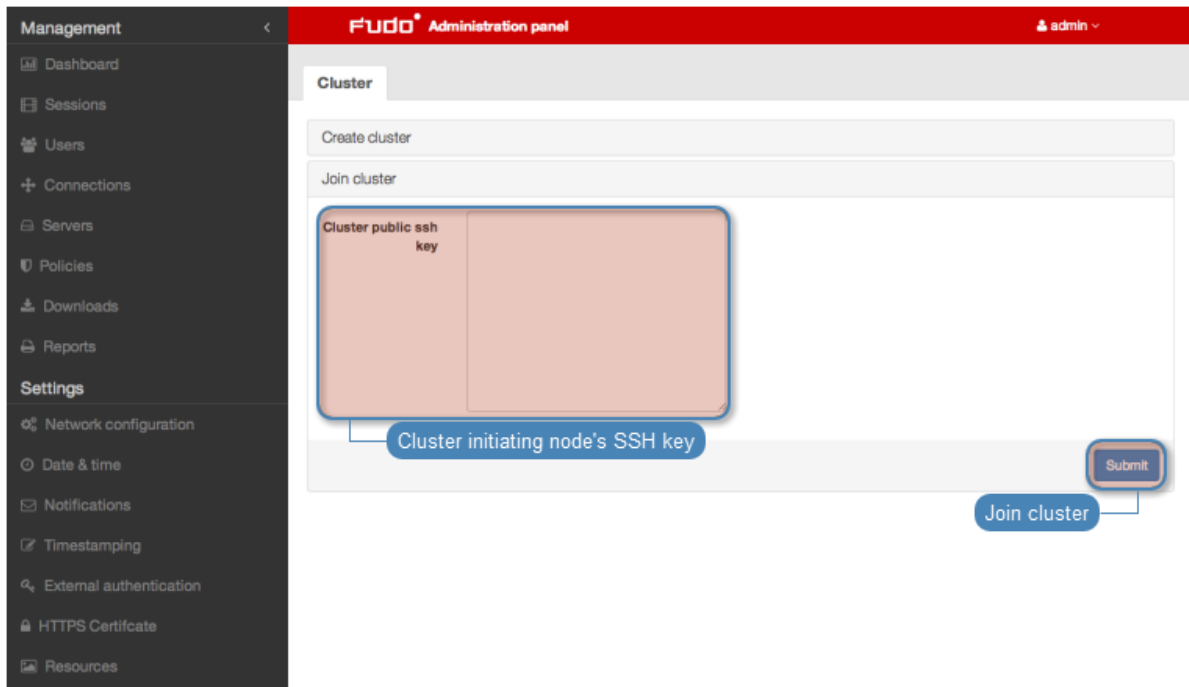 Management
FUDO Administration panel
admin
Dashboard
Cluster
Sessions
Create cluster
Users
Join cluster
Connections
Cluster public ssh
key
Servers
Policies
Downloads
Reports
Settings
Cluster initiating node's SSH key
Network configuration
Submit
Date & time
Join cluster
Notifications
Timestamping
External authentication
HTTPS Certifcate
Resources